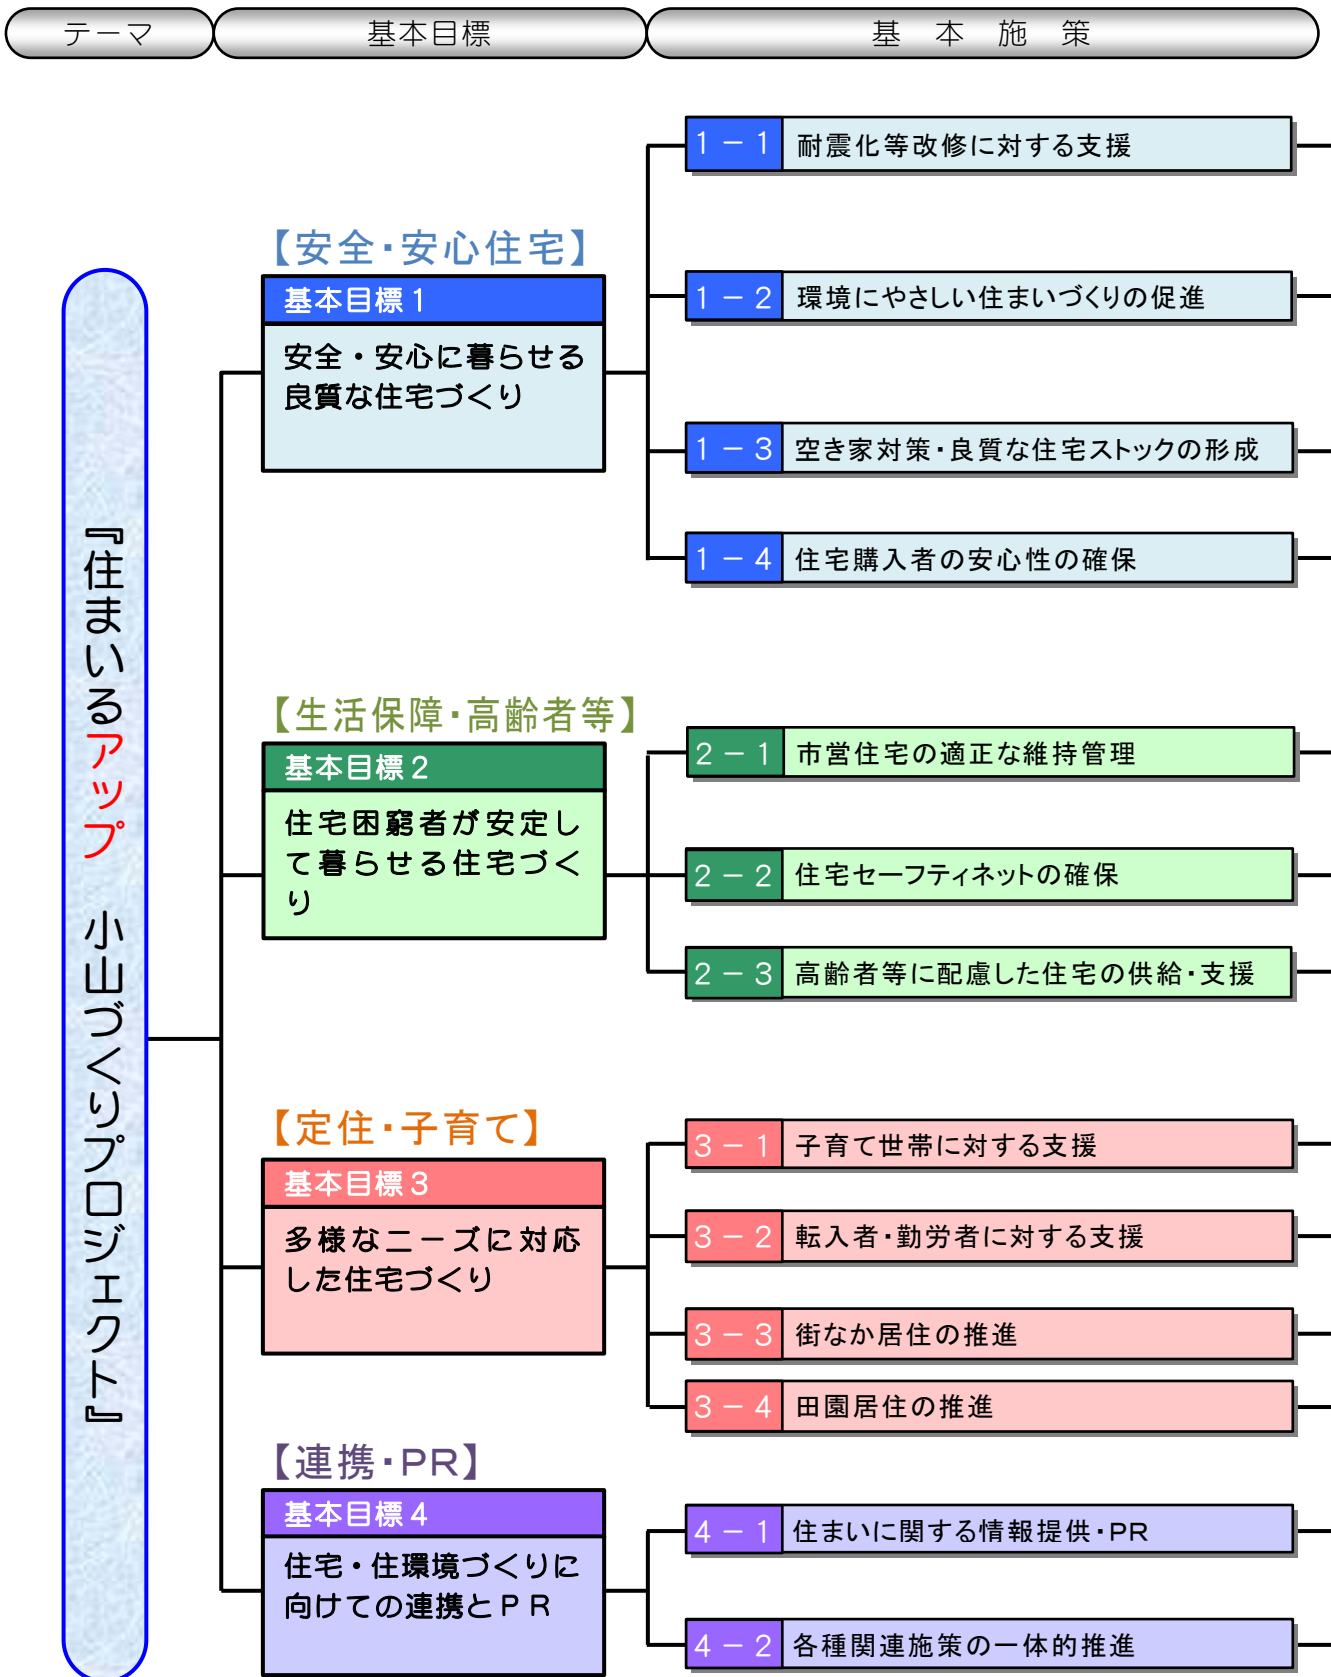 テーマ
基本目標
基　本　施　策
『住まいるアップ　小山づくりプロジェクト』
【安全・安心住宅】
基本目標１
安全・安心に暮らせる
良質な住宅づくり
１－１ 耐震化等改修に対する支援
１－２ 環境にやさしい住まいづくりの促進
１－３ 空き家対策・良質な住宅ストックの形成
１－４ 住宅購入者の安心性の確保
【生活保障・高齢者等】
基本目標２
住宅困窮者が安定し
て暮らせる住宅づく
り
２－１ 市営住宅の適正な維持管理
２－２ 住宅セーフティネットの確保
２－３ 高齢者等に配慮した住宅の供給・支援
【定住・子育て】
基本目標３
多様なニーズに対応
した住宅づくり
３－１ 子育て世帯に対する支援
３－２ 転入者・勤労者に対する支援
３－３ 街なか居住の推進
３－４ 田園居住の推進
【連携・PR】
基本目標４
住宅・住環境づくりに
向けての連携とＰＲ
４－１ 住まいに関する情報提供・PR
４－２ 各種関連施策の一体的推進